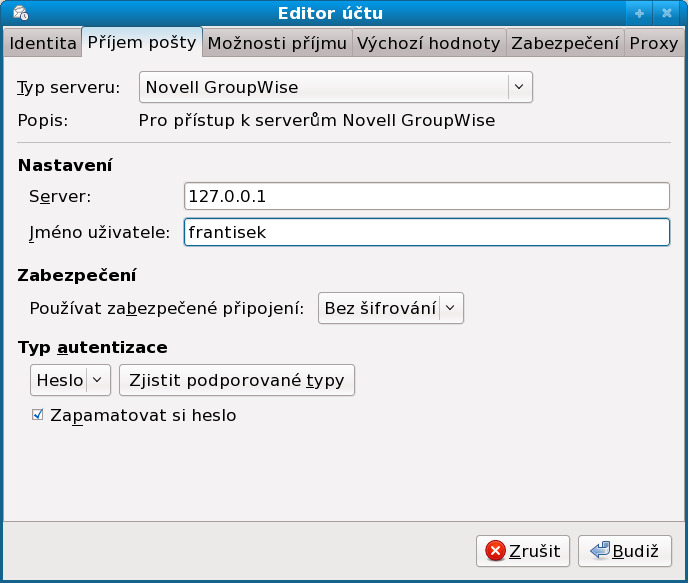 Editor účtu
Identita Příjem pošty Možnosti příjmu Výchozí hodnoty Zabezpečení Proxy
Typ serveru: Novell GroupWise
Popis: Pro přístup k serverům Novell GroupWise
Nastavení
Server: 127.0.0.1
Jméno uživatele: frantisek
Zabezpečení
Používat zabezpečené připojení: Bez šifrování
Typ autentizace
Heslo Zjistit podporované typy
Zapamatovat si heslo
Zrušit Budiž